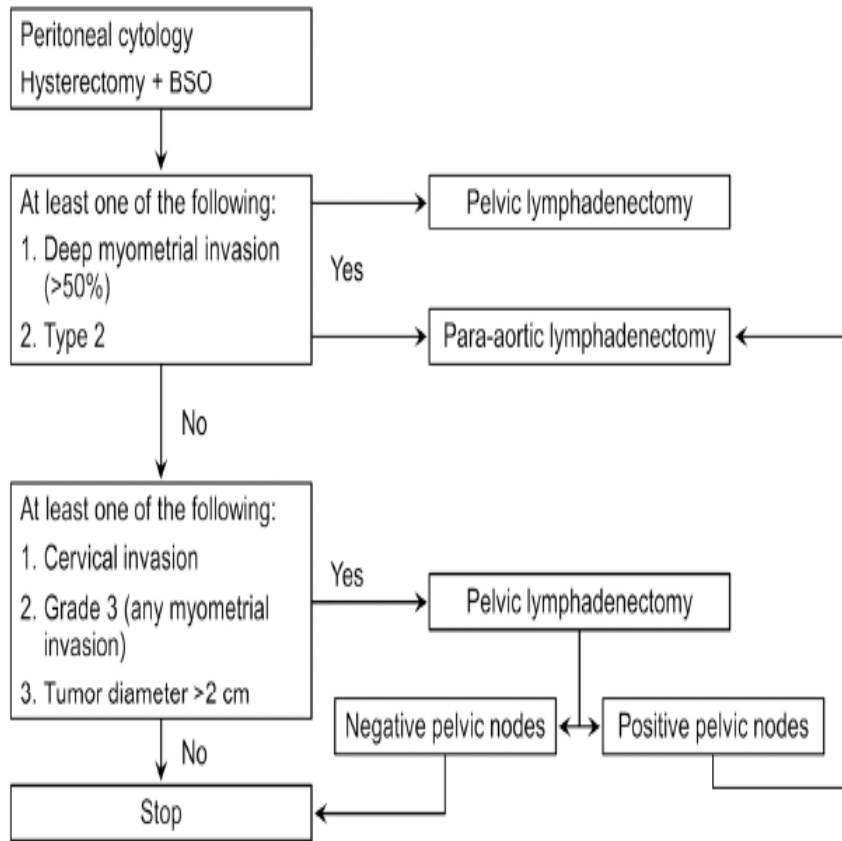 Peritoneal cytology
Hysterectomy + BSO
At least one of the following:
1. Deep myometrial invasion
(>50%)
2. Type 2
Yes
Pelvic lymphadenectomy
Para-aortic lymphadenectomy
No
At least one of the following:
1. Cervical invasion
2. Grade 3 (any myometrial
invasion)
3. Tumor diameter >2 cm
Yes
Pelvic lymphadenectomy
Negative pelvic nodes
Positive pelvic nodes
No
Stop